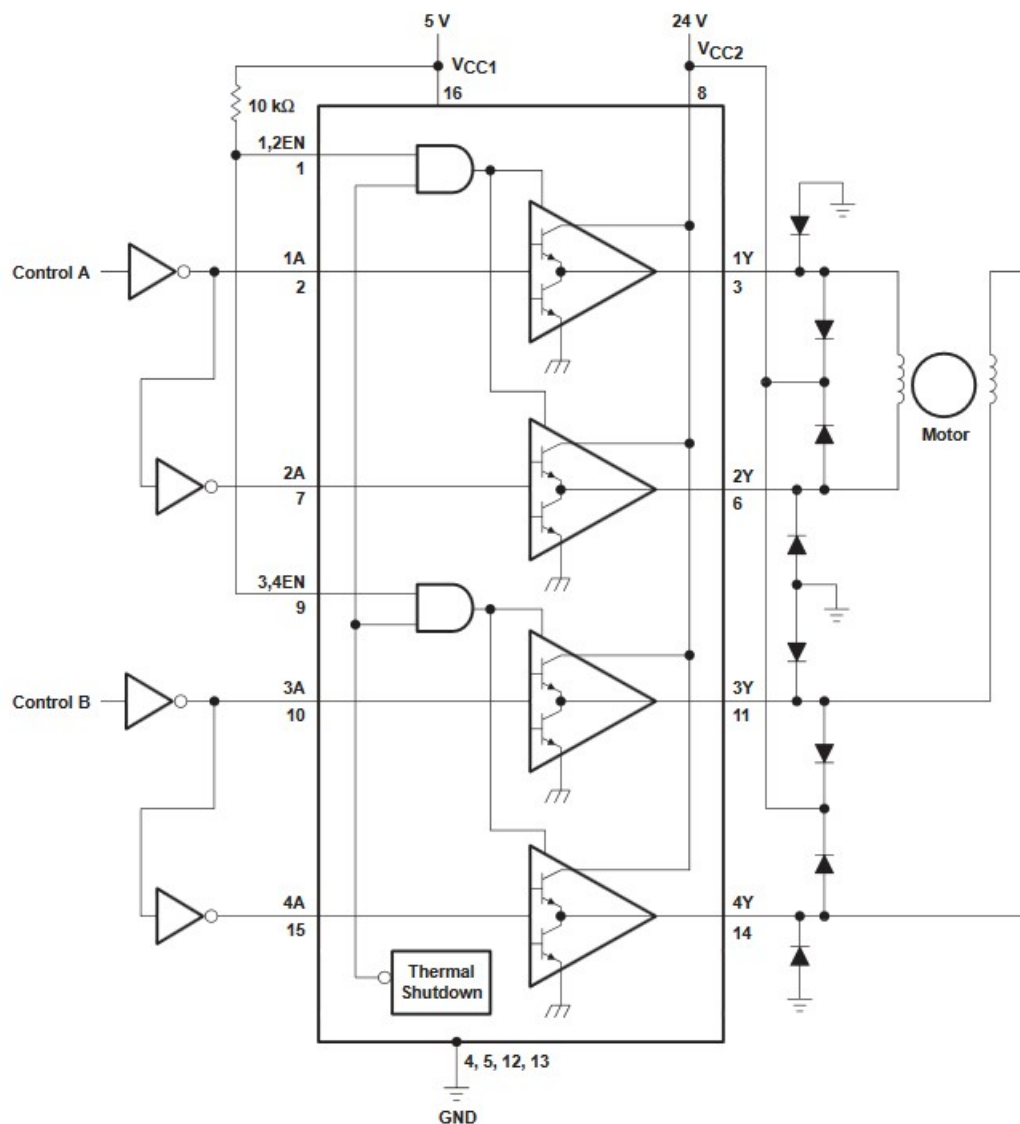 5 V
24 V
VCC1
VCC2
16
8
10 kΩ
1,2EN
1
Control A
1A
2
1Y
3
2A
7
2Y
6
Motor
3,4EN
9
Control B
3A
10
3Y
11
4A
15
4Y
14
Thermal
Shutdown
4, 5, 12, 13
GND